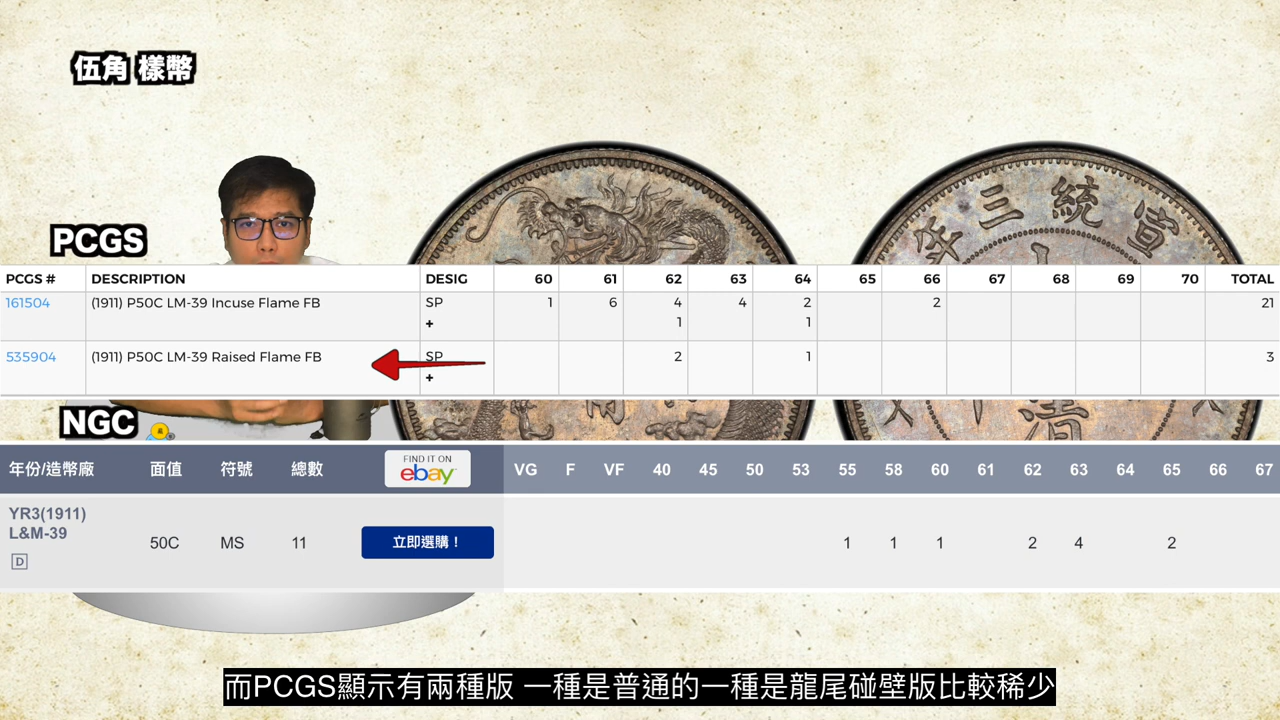 伍角 樣幣
宣統三年
PCGS
PCGS # DESCRIPTION DESIG 60 61 62 63 64 65 66 67 68 69 70 TOTAL
161504 (1911) P50C LM-39 Incuse Flame FB SP 1 6 4 4 2 2 21
+ 1 1
535904 (1911) P50C LM-39 Raised Flame FB SP 2 1 3
+
NGC
年份/造幣廠 面值 符號 總數 FIND IT ON ebay VG F VF 40 45 50 53 55 58 60 61 62 63 64 65 66 67
YR3(1911)
L&M-39
50C MS 11 立即選購！ 1 1 1 2 4 2
D
而PCGS顯示有兩種版 一種是普通的一種是龍尾碰壁版比較稀少